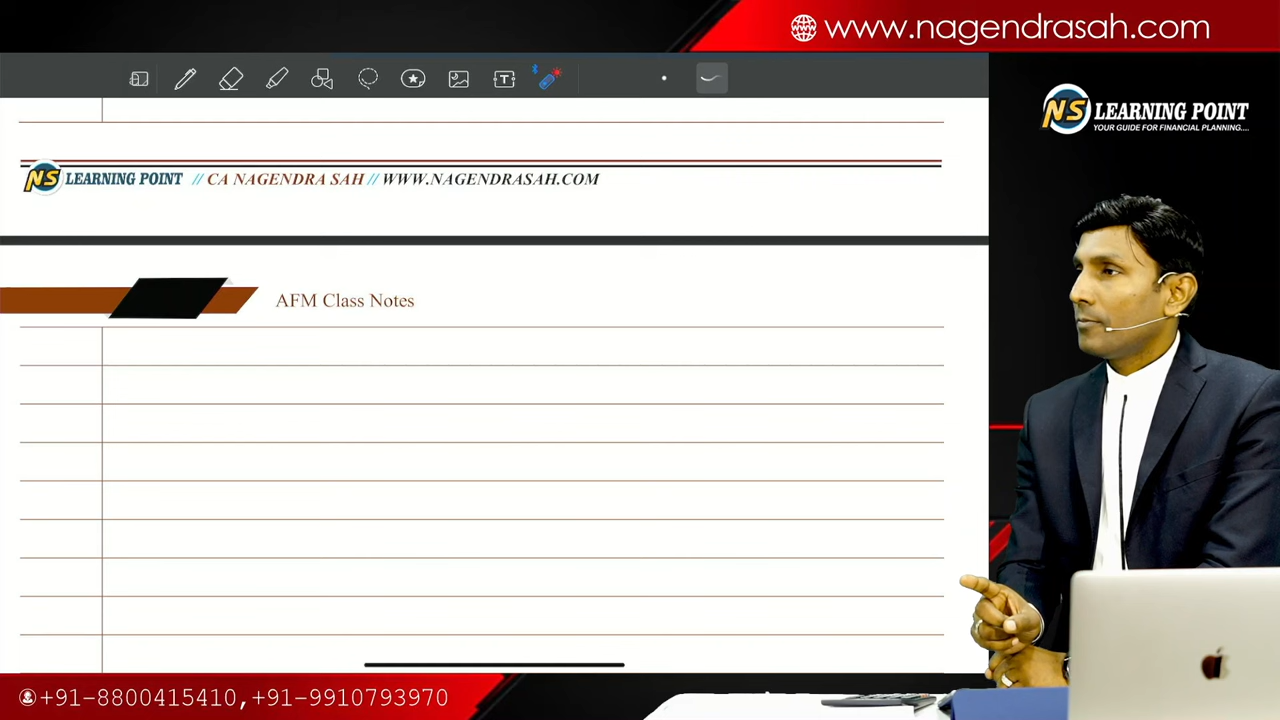 www.nagendrasah.com
NS LEARNING POINT
YOUR GUIDE FOR FINANCIAL PLANNING....
T
NS LEARNING POINT // CA NAGENDRA SAH // WWW.NAGENDRASAH.COM
AFM Class Notes
+91-8800415410,+91-9910793970